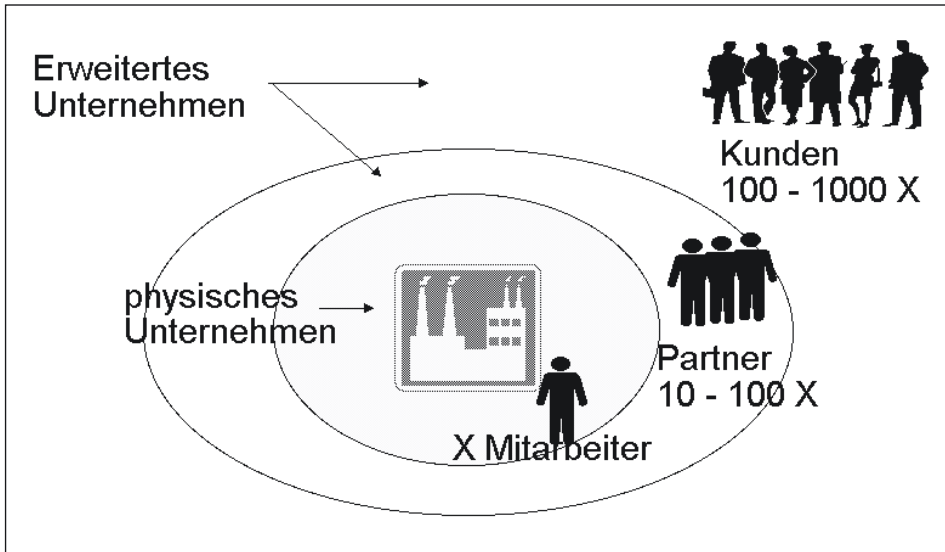 Erweitertes
Unternehmen
Kunden
100 - 1000 X
physisches
Unternehmen
Partner
10 - 100 X
X Mitarbeiter